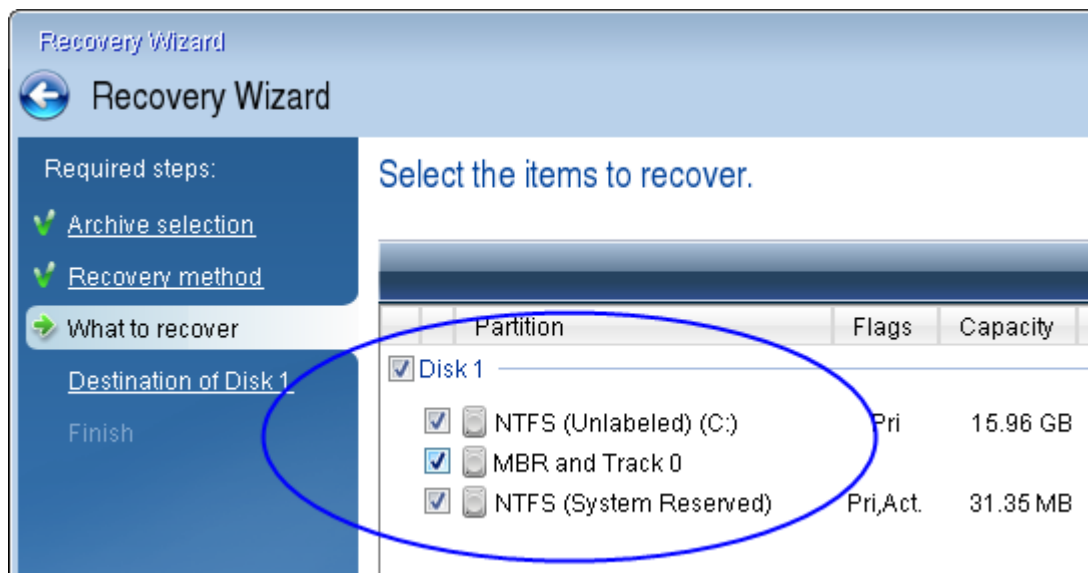 Recovery Wizard
Recovery Wizard
Required steps:
Archive selection
Recovery method
What to recover
Destination of Disk 1
Finish
Select the items to recover.
Partition Flags Capacity
Disk 1
NTFS (Unlabeled) (C:) Pri 15.96 GB
MBR and Track 0
NTFS (System Reserved) Pri,Act. 31.35 MB